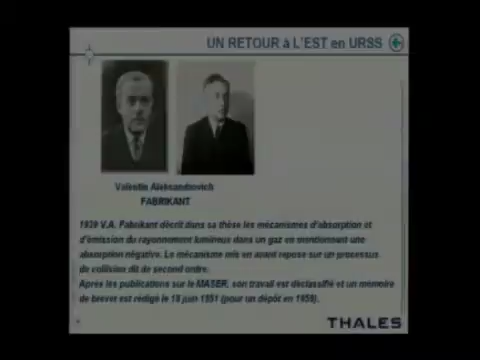 UN RETOUR à L'EST en URSS
Valentin Aleksandrovich
FABRIKANT
1939 V.A. Fabrikant décrit dans sa thèse les mécanismes d'absorption et
d'émission du rayonnement lumineux dans un gaz en mentionnant une
absorption négative. Le mécanisme mis en avant repose sur un processus
de collision dit de second ordre.
Après les publications sur le MASER, son travail est déclassifié et un mémoire
de brevet est rédigé le 18 juin 1951 (pour un dépôt en 1959).
THALES